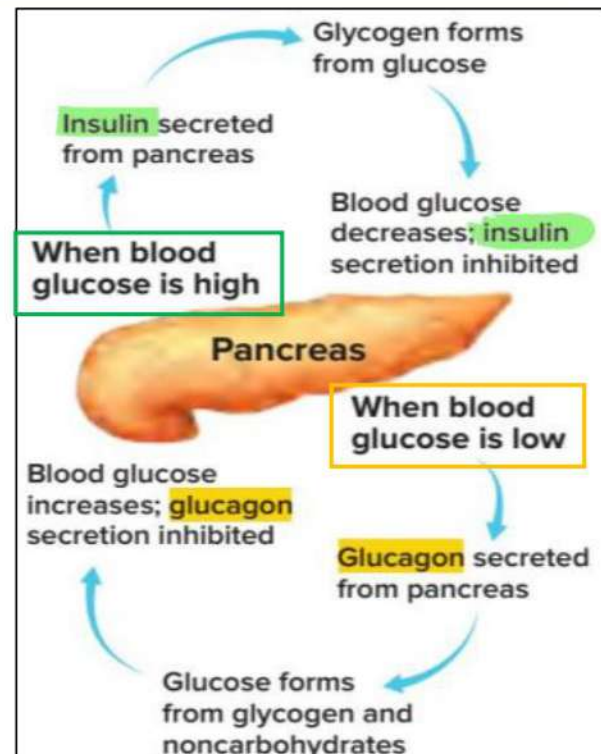 Glycogen forms
from glucose
Insulin secreted
from pancreas
Blood glucose
decreases; insulin
secretion inhibited
When blood
glucose is high
Pancreas
When blood
glucose is low
Blood glucose
increases; glucagon
secretion inhibited
Glucagon secreted
from pancreas
Glucose forms
from glycogen and
noncarbohydrates